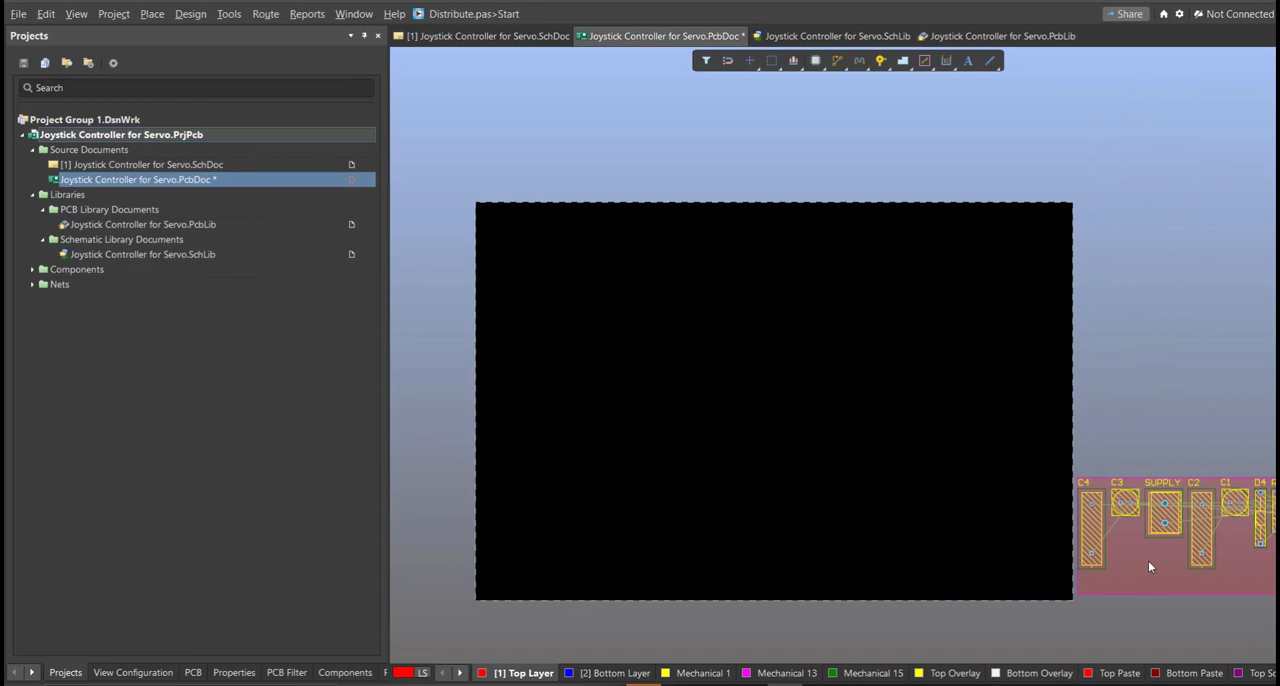 File Edit View Project Place Design Tools Route Reports Window Help Distribute.pas>Start Share Not Connected
Projects
[1] Joystick Controller for Servo.SchDoc Joystick Controller for Servo.PcbDoc * Joystick Controller for Servo.SchLib Joystick Controller for Servo.PcbLib
Search
Project Group 1.DsnWrk
Joystick Controller for Servo.PrjPcb
Source Documents
[1] Joystick Controller for Servo.SchDoc
Joystick Controller for Servo.PcbDoc *
Libraries
PCB Library Documents
Joystick Controller for Servo.PcbLib
Schematic Library Documents
Joystick Controller for Servo.SchLib
Components
Nets
C4 C3 SUPPLY C2 C1 D4
Projects View Configuration PCB Properties PCB Filter Components LS [1] Top Layer [2] Bottom Layer Mechanical 1 Mechanical 13 Mechanical 15 Top Overlay Bottom Overlay Top Paste Bottom Paste